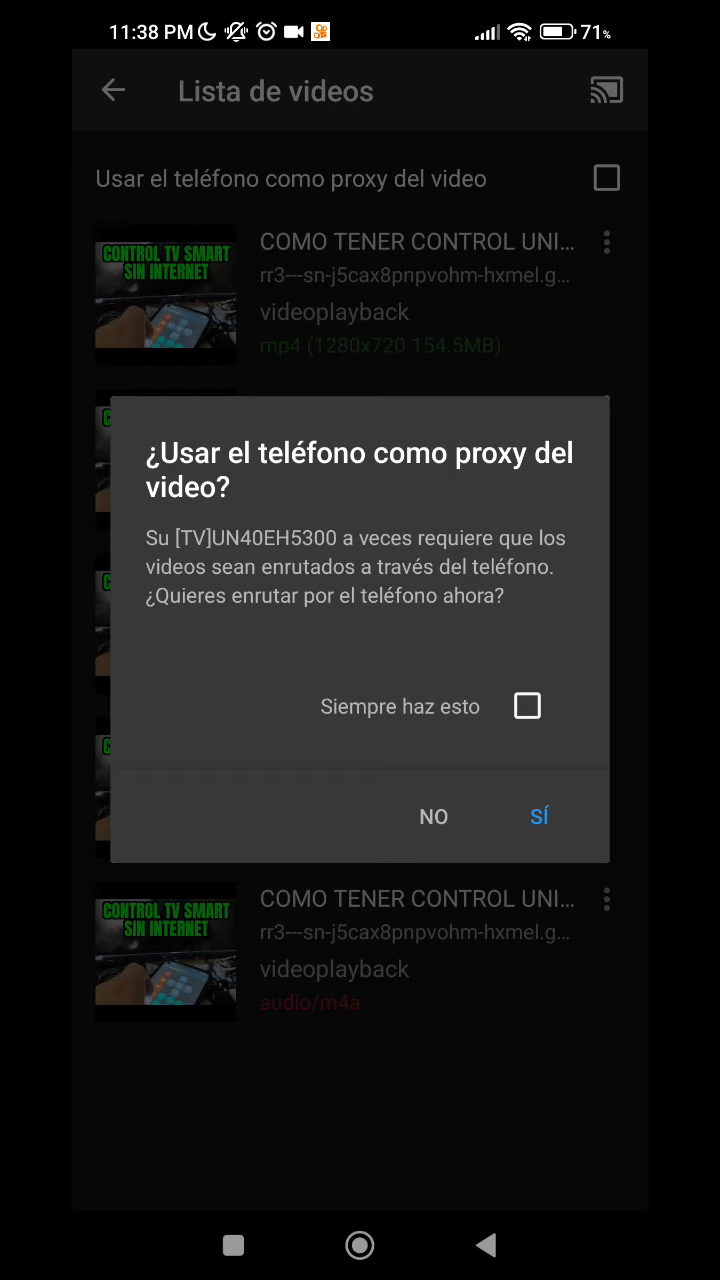 11:38 PM
71%
Lista de videos
Usar el teléfono como proxy del video
CONTROL TV SMART
SIN INTERNET
COMO TENER CONTROL UNI...
rr3---sn-j5cax8pnpvohm-hxmel.g...
videoplayback
mp4 (1280x720 154.5MB)
¿Usar el teléfono como proxy del
video?
Su [TV]UN40EH5300 a veces requiere que los
videos sean enrutados a través del teléfono.
¿Quieres enrutar por el teléfono ahora?
Siempre haz esto
NO
SÍ
CONTROL TV SMART
SIN INTERNET
COMO TENER CONTROL UNI...
rr3---sn-j5cax8pnpvohm-hxmel.g...
videoplayback
audio/m4a